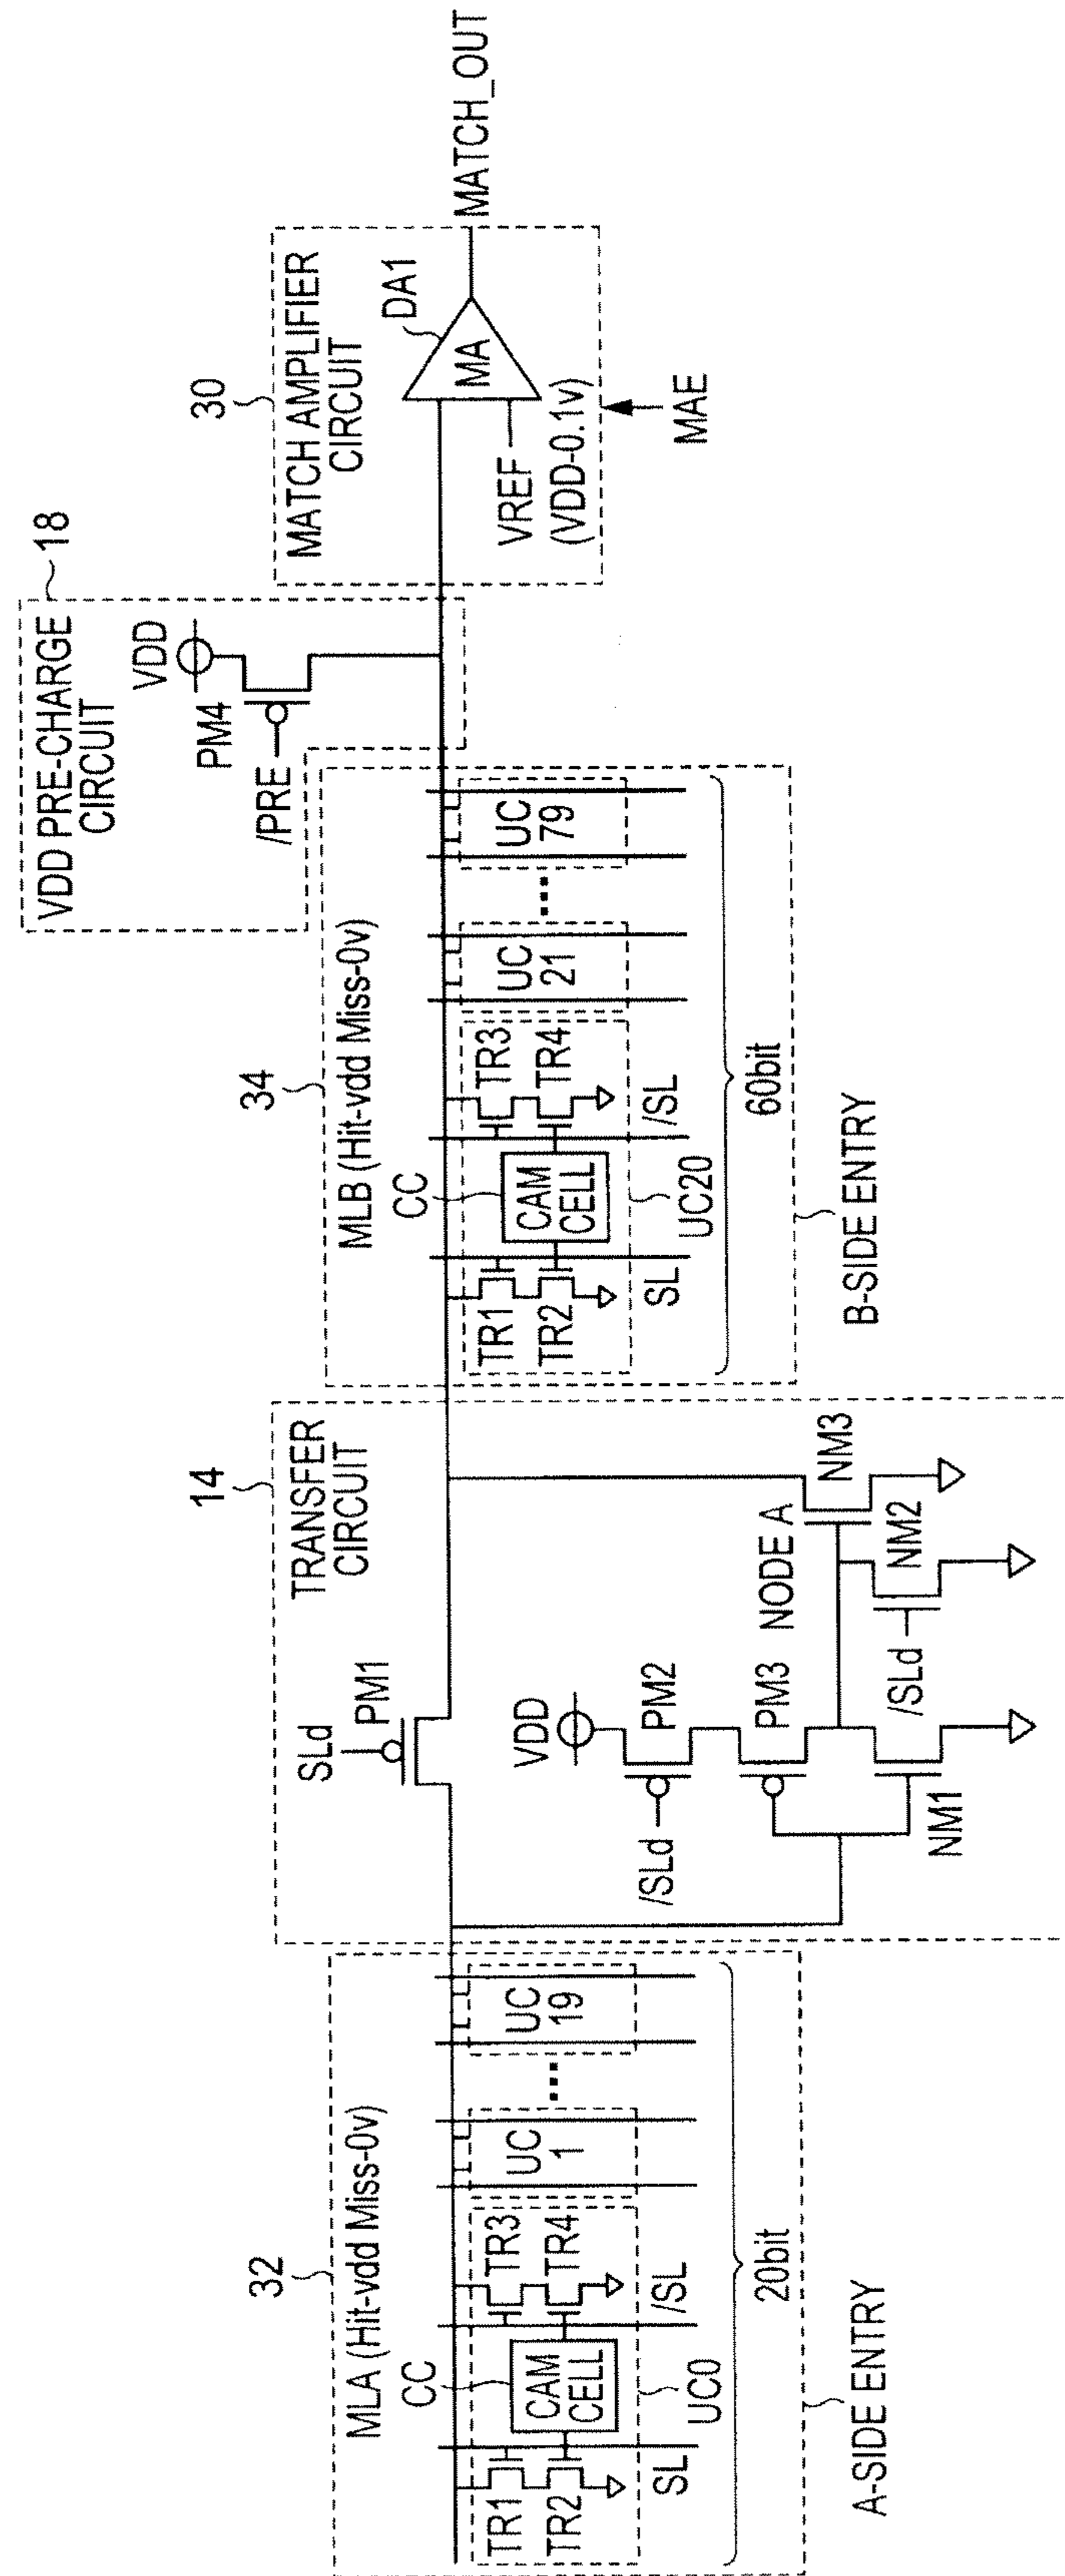 32
MLA (Hit-vdd Miss-0v)
CC
TR1
TR2
CAM
CELL
TR3
TR4
SL
/SL
UC0
UC
1
...
UC
19
20bit
A-SIDE ENTRY
14
TRANSFER
CIRCUIT
SLd
PM1
VDD
PM2
/SLd
PM3
NM1
NODE A
/SLd
NM2
NM3
34
MLB (Hit-vdd Miss-0v)
CC
TR1
TR2
CAM
CELL
TR3
TR4
SL
/SL
UC20
UC
21
...
UC
79
60bit
B-SIDE ENTRY
18
VDD PRE-CHARGE
CIRCUIT
VDD
PM4
/PRE
30
MATCH AMPLIFIER
CIRCUIT
DA1
MA
VREF
(VDD-0.1v)
MAE
MATCH_OUT